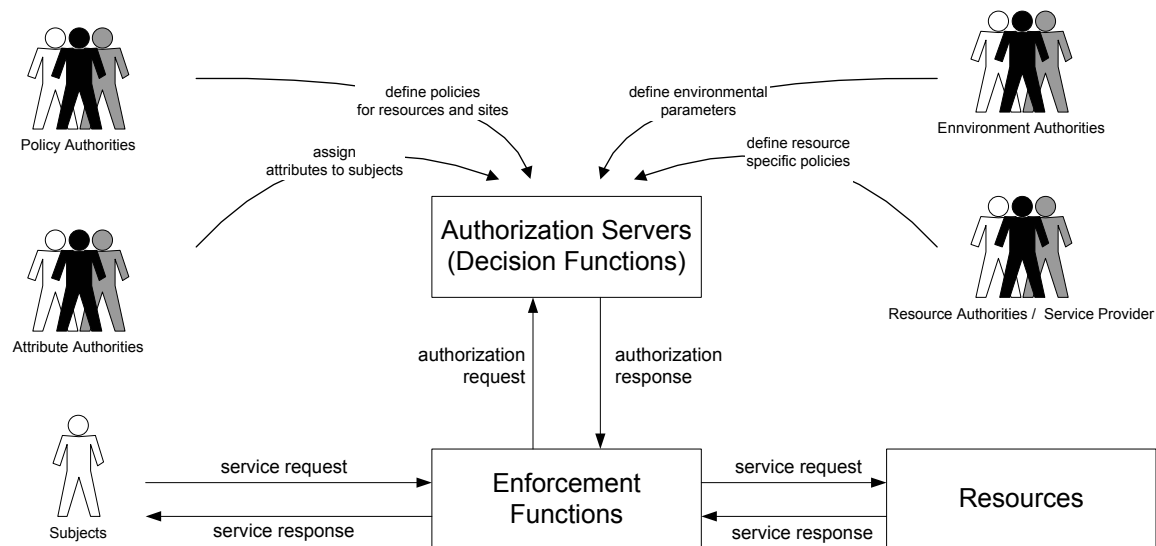 Policy Authorities
define policies
for resources and sites
define environmental
parameters
Ennvironment Authorities
assign
attributes to subjects
define resource
specific policies
Attribute Authorities
Authorization Servers
(Decision Functions)
Resource Authorities / Service Provider
authorization
request
authorization
response
Subjects
service request
service response
Enforcement
Functions
service request
service response
Resources